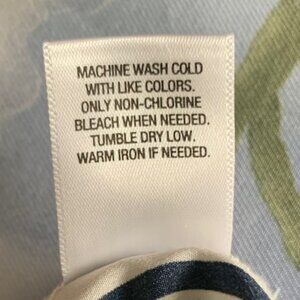 MACHINE WASH COLD
WITH LIKE COLORS.
ONLY NON-CHLORINE
BLEACH WHEN NEEDED.
TUMBLE DRY LOW.
WARM IRON IF NEEDED.